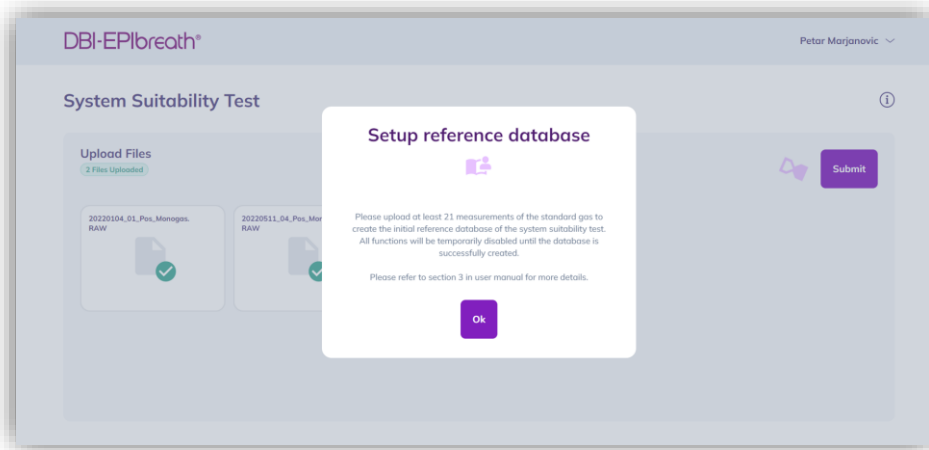 DBI-EPIbreath®
Petar Marjanovic
System Suitability Test
Upload Files
2 Files Uploaded
Submit
20220104_01_Pos_Monogas.
RAW
20220511_04_Pos_Mor
RAW
Setup reference database
Please upload at least 21 measurements of the standard gas to
create the initial reference database of the system suitability test.
All functions will be temporarily disabled until the database is
successfully created.
Please refer to section 3 in user manual for more details.
Ok